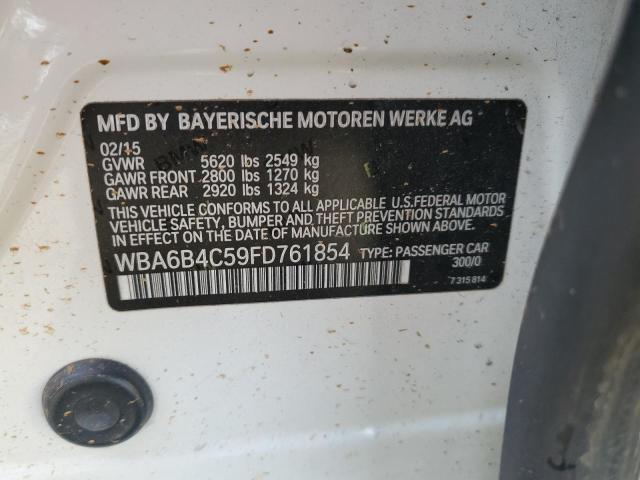 MFD BY BAYERISCHE MOTOREN WERKE AG
02/15
GVWR 5620 lbs 2549 kg
GAWR FRONT 2800 lbs 1270 kg
GAWR REAR 2920 lbs 1324 kg
THIS VEHICLE CONFORMS TO ALL APPLICABLE U.S.FEDERAL MOTOR
VEHICLE SAFETY, BUMPER AND THEFT PREVENTION STANDARDS
IN EFFECT ON THE DATE OF MANUFACTURE SHOWN ABOVE.
WBA6B4C59FD761854 TYPE: PASSENGER CAR
300/0
7315814